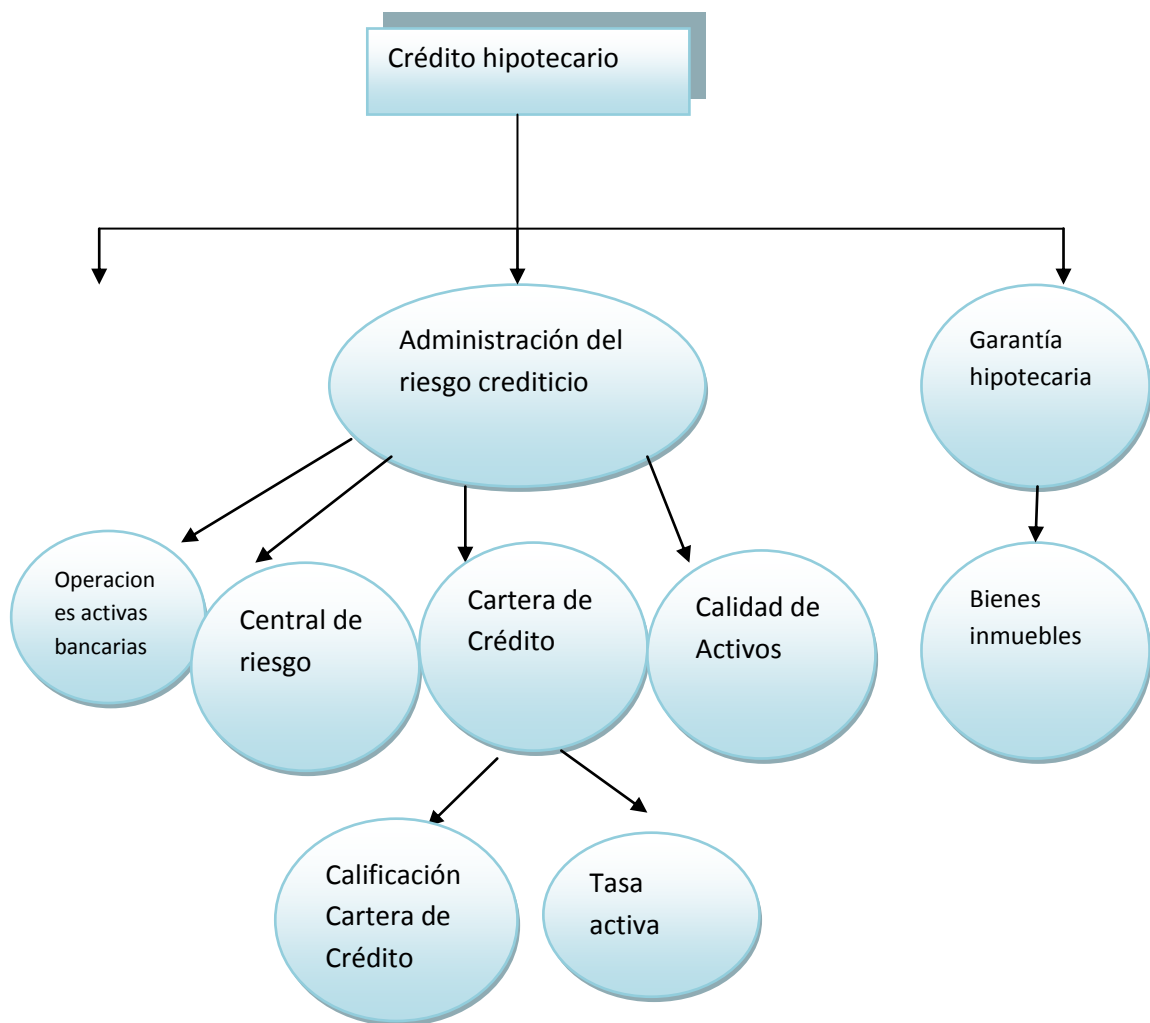 Crédito hipotecario
Administración del
riesgo crediticio
Garantía
hipotecaria
Operacion
es activas
bancarias
Central de
riesgo
Cartera de
Crédito
Calidad de
Activos
Bienes
inmuebles
Calificación
Cartera de
Crédito
Tasa
activa